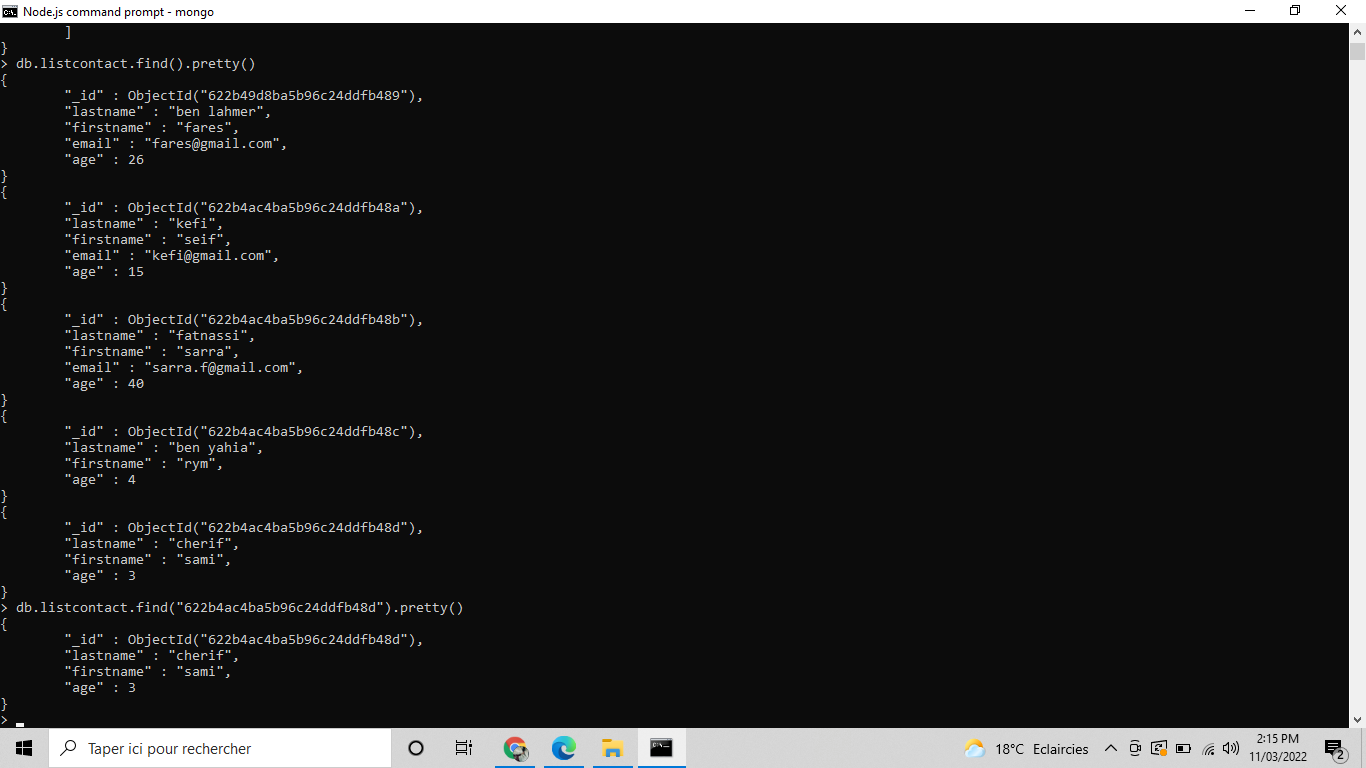 Node.js command prompt - mongo
]
}
> db.listcontact.find().pretty()
{
"_id" : ObjectId("622b49d8ba5b96c24ddfb489"),
"lastname" : "ben lahmer",
"firstname" : "fares",
"email" : "fares@gmail.com",
"age" : 26
}
{
"_id" : ObjectId("622b4ac4ba5b96c24ddfb48a"),
"lastname" : "kefi",
"firstname" : "seif",
"email" : "kefi@gmail.com",
"age" : 15
}
{
"_id" : ObjectId("622b4ac4ba5b96c24ddfb48b"),
"lastname" : "fatnassi",
"firstname" : "sarra",
"email" : "sarra.f@gmail.com",
"age" : 40
}
{
"_id" : ObjectId("622b4ac4ba5b96c24ddfb48c"),
"lastname" : "ben yahia",
"firstname" : "rym",
"age" : 4
}
{
"_id" : ObjectId("622b4ac4ba5b96c24ddfb48d"),
"lastname" : "cherif",
"firstname" : "sami",
"age" : 3
}
> db.listcontact.find("622b4ac4ba5b96c24ddfb48d").pretty()
{
"_id" : ObjectId("622b4ac4ba5b96c24ddfb48d"),
"lastname" : "cherif",
"firstname" : "sami",
"age" : 3
}
>
Taper ici pour rechercher
18°C Eclaircies
2:15 PM
11/03/2022
2